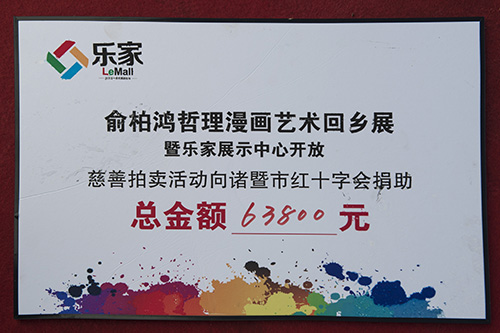 乐家
LeMall
俞柏鸿哲理漫画艺术回乡展
暨乐家展示中心开放
慈善拍卖活动向诸暨市红十字会捐助
总金额 63800 元